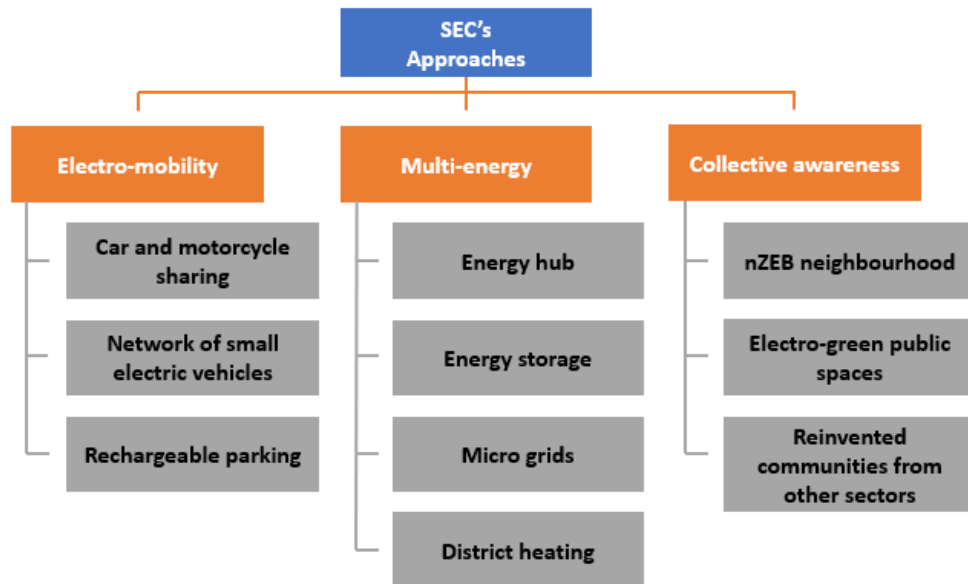 SEC's
Approaches
Electro-mobility
Car and motorcycle
sharing
Network of small
electric vehicles
Rechargeable parking
Multi-energy
Energy hub
Energy storage
Micro grids
District heating
Collective awareness
nZEB neighbourhood
Electro-green public
spaces
Reinvented
communities from
other sectors